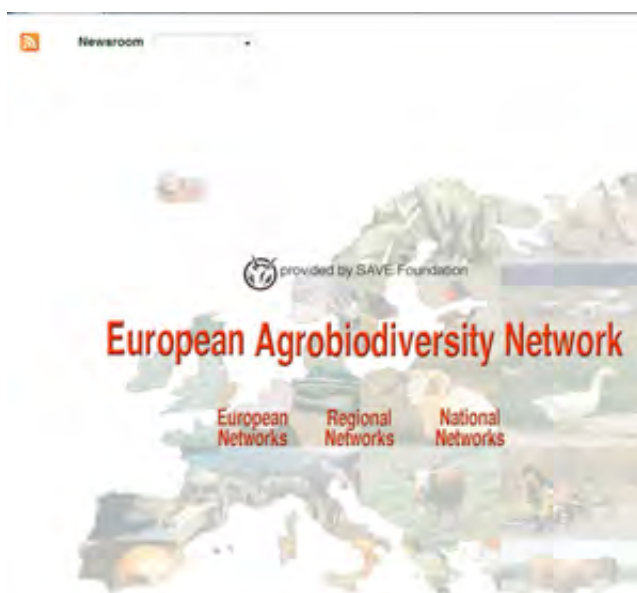 Newsroom
provided by SAVE Foundation
European Agrobiodiversity Network
European Networks
Regional Networks
National Networks